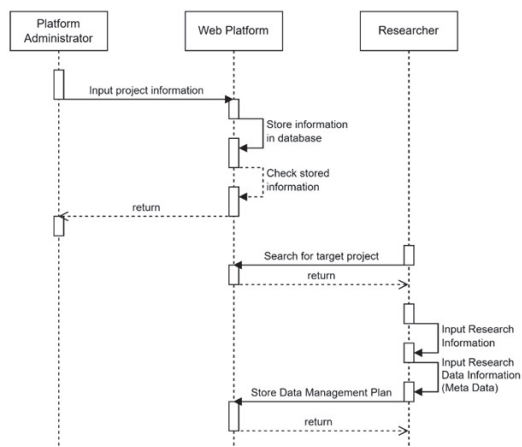 Platform
Administrator
Web Platform
Researcher
Input project information
Store information
in database
Check stored
information
return
Search for target project
return
Input Research
Information
Input Research
Data Information
(Meta Data)
Store Data Management Plan
return